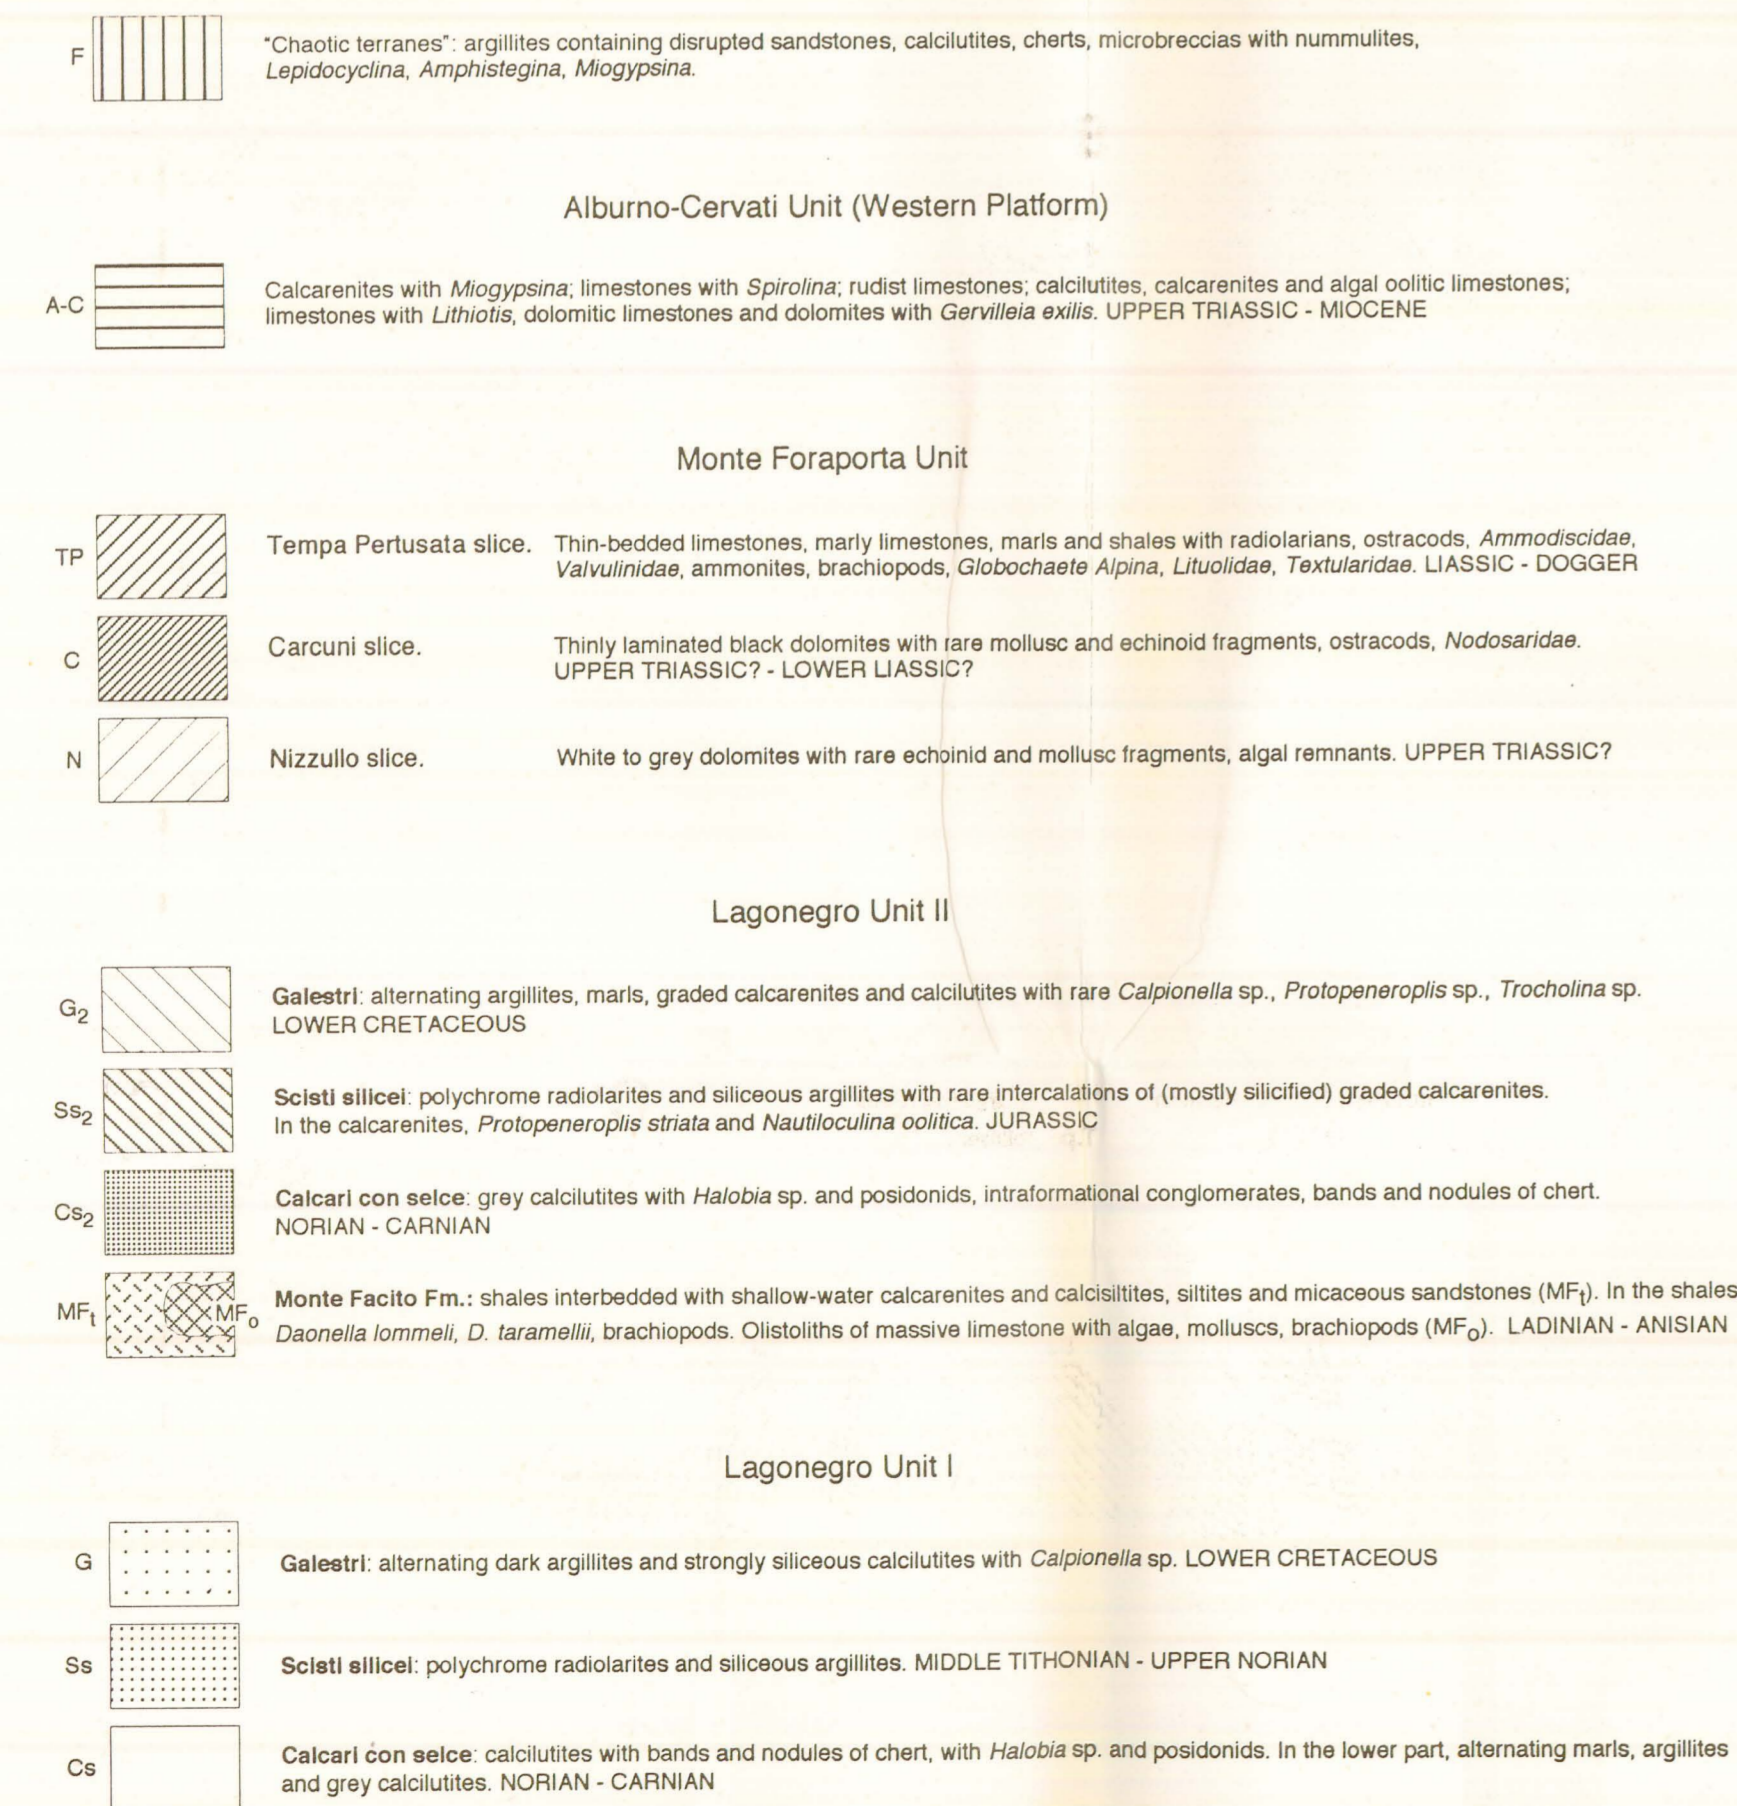 F "Chaotic terranes": argillites containing disrupted sandstones, calcilutites, cherts, microbreccias with nummulites,
Lepidocyclina, Amphistegina, Miogypsina.
Alburno-Cervati Unit (Western Platform)
A-C Calcarenites with Miogypsina; limestones with Spirolina; rudist limestones; calcilutites, calcarenites and algal oolitic limestones;
limestones with Lithiotis, dolomitic limestones and dolomites with Gervilleia exilis. UPPER TRIASSIC - MIOCENE
Monte Foraporta Unit
TP Tempa Pertusata slice. Thin-bedded limestones, marly limestones, marls and shales with radiolarians, ostracods, Ammodiscidae,
Valvulinidae, ammonites, brachiopods, Globochaete Alpina, Lituolidae, Textularidae. LIASSIC - DOGGER
C Carcuni slice. Thinly laminated black dolomites with rare mollusc and echinoid fragments, ostracods, Nodosaridae.
UPPER TRIASSIC? - LOWER LIASSIC?
N Nizzullo slice. White to grey dolomites with rare echoinid and mollusc fragments, algal remnants. UPPER TRIASSIC?
Lagonegro Unit II
G2 Galestri: alternating argillites, marls, graded calcarenites and calcilutites with rare Calpionella sp., Protopeneroplis sp., Trocholina sp.
LOWER CRETACEOUS
Ss2 Scisti silicei: polychrome radiolarites and siliceous argillites with rare intercalations of (mostly silicified) graded calcarenites.
In the calcarenites, Protopeneroplis striata and Nautiloculina oolitica. JURASSIC
Cs2 Calcari con selce: grey calcilutites with Halobia sp. and posidonids, intraformational conglomerates, bands and nodules of chert.
NORIAN - CARNIAN
MFt MFo Monte Facito Fm.: shales interbedded with shallow-water calcarenites and calcisiltites, siltites and micaceous sandstones (MFt). In the shales
Daonella lommeli, D. taramellii, brachiopods. Olistoliths of massive limestone with algae, molluscs, brachiopods (MFo). LADINIAN - ANISIAN
Lagonegro Unit I
G Galestri: alternating dark argillites and strongly siliceous calcilutites with Calpionella sp. LOWER CRETACEOUS
Ss Scisti silicei: polychrome radiolarites and siliceous argillites. MIDDLE TITHONIAN - UPPER NORIAN
Cs Calcari con selce: calcilutites with bands and nodules of chert, with Halobia sp. and posidonids. In the lower part, alternating marls, argillites
and grey calcilutites. NORIAN - CARNIAN